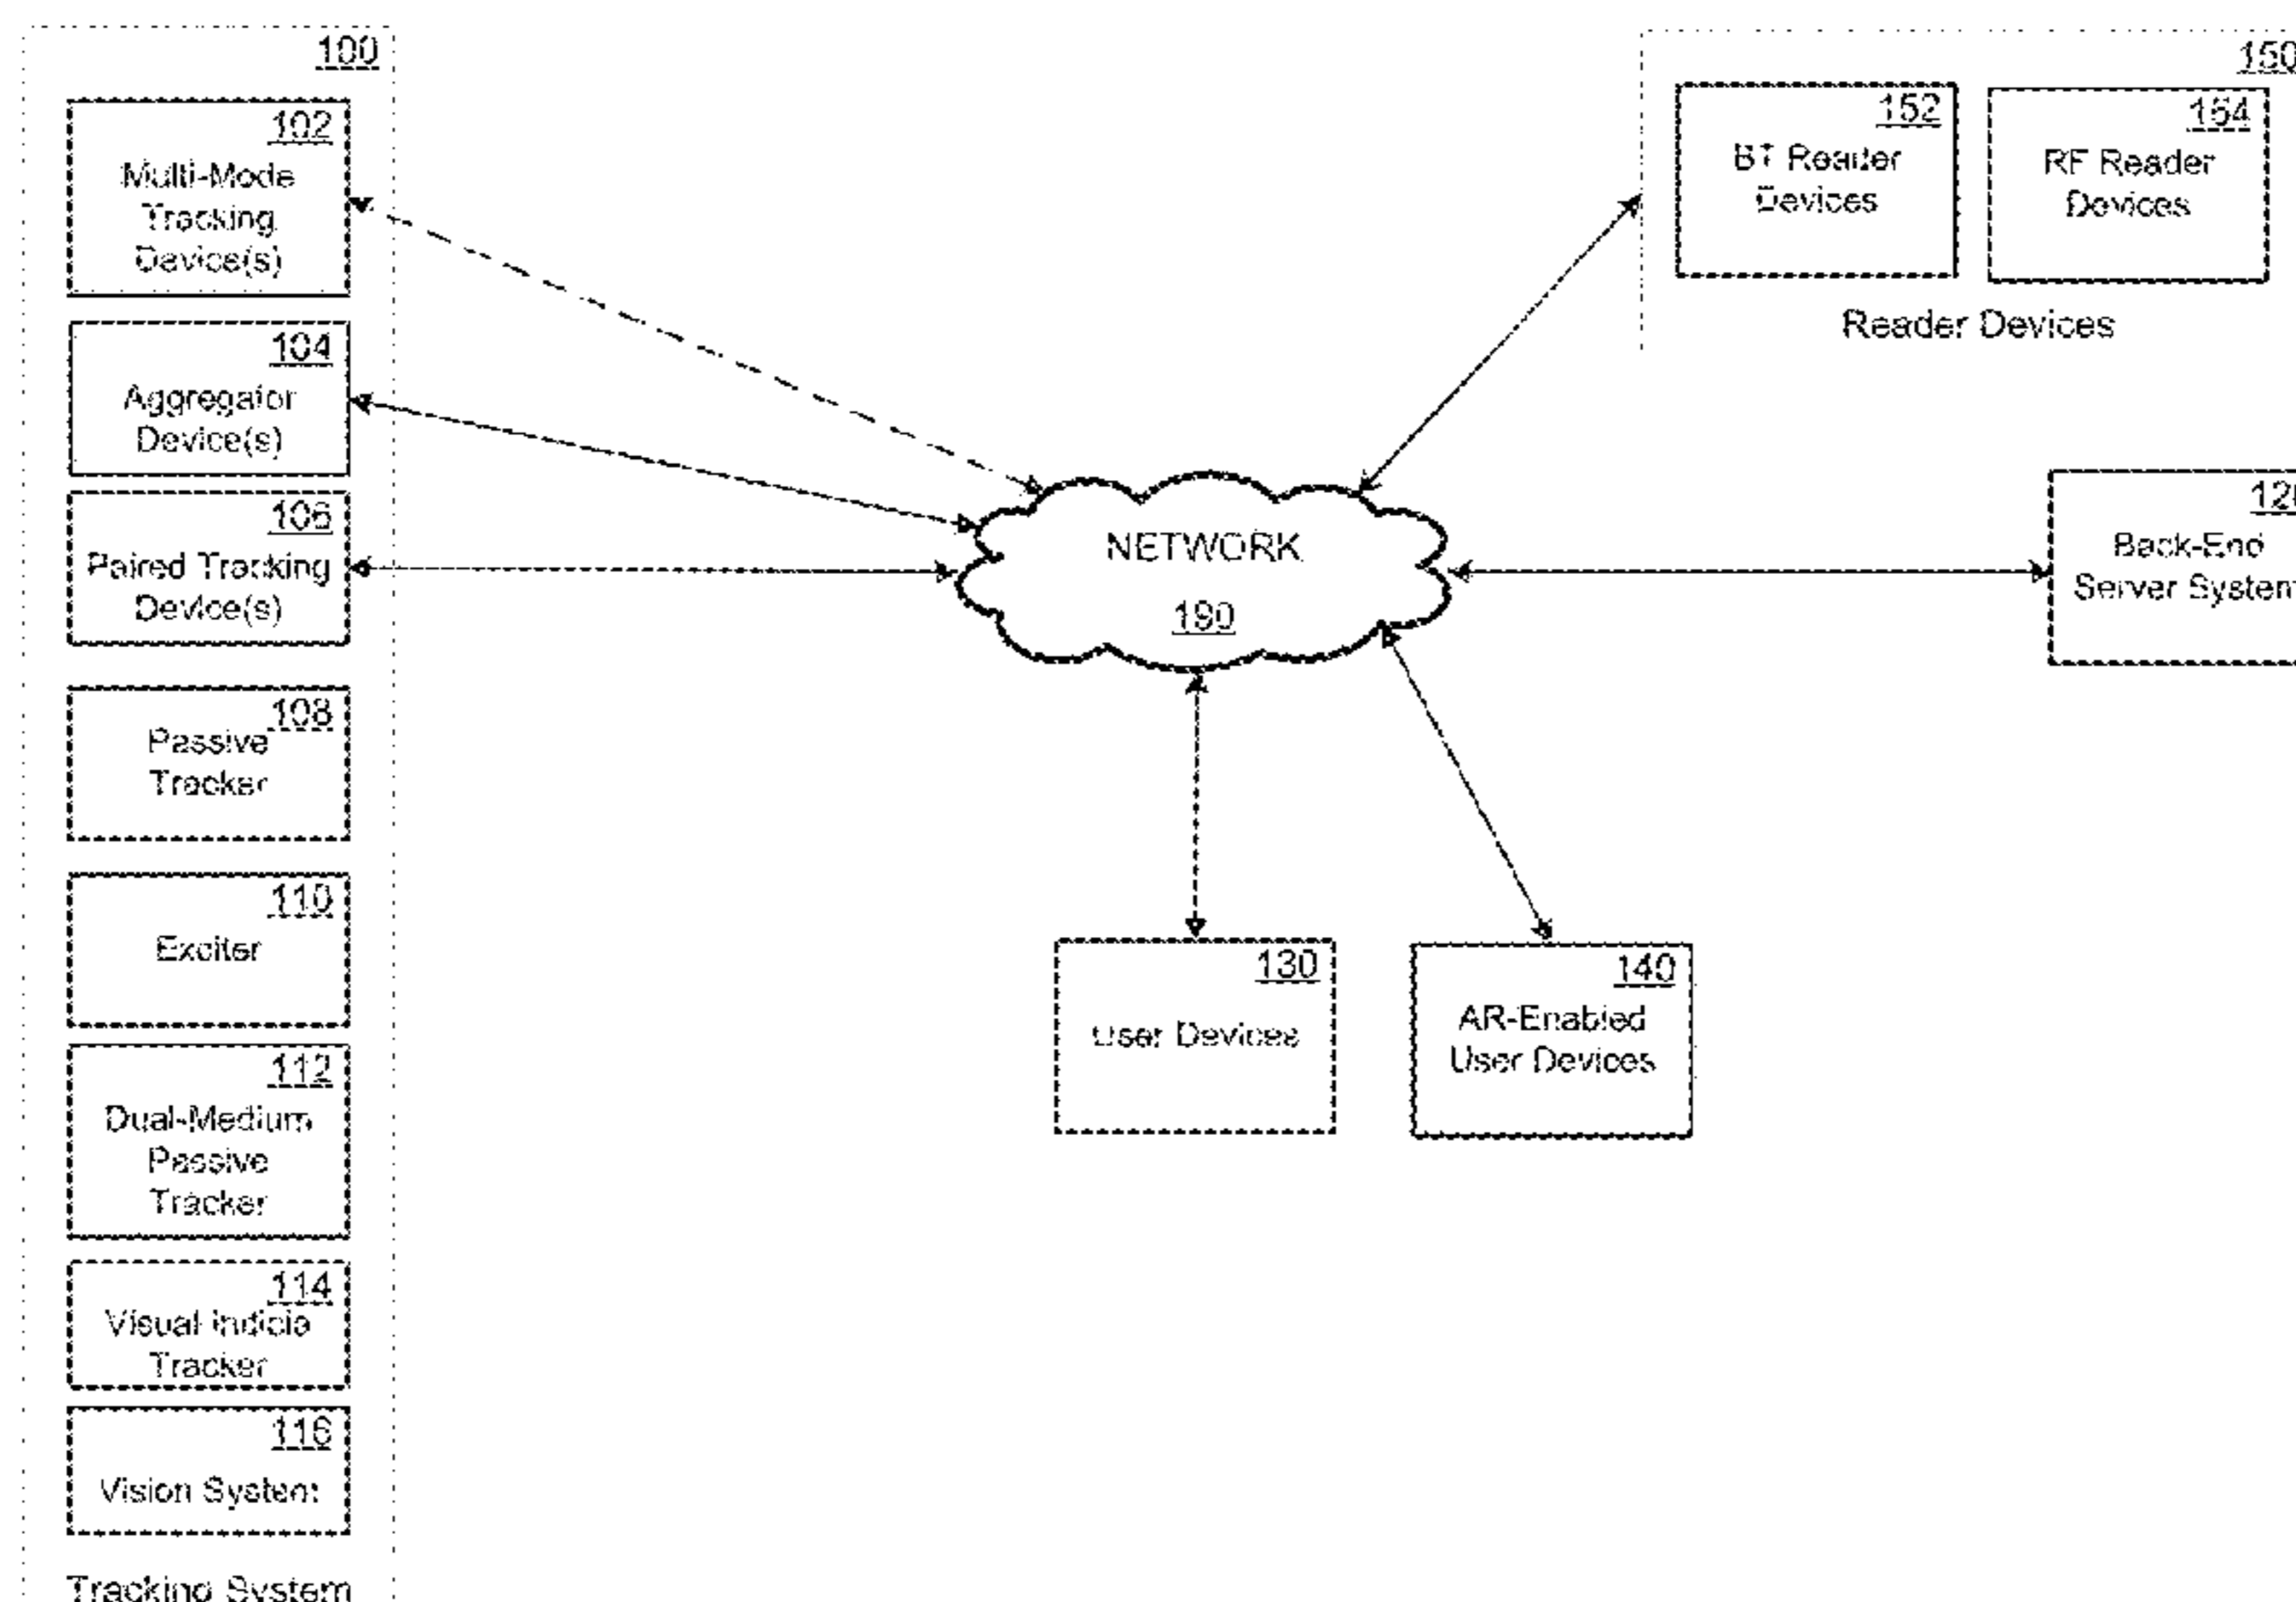 100
102
Multi-Mode
Tracking
Device(s)
104
Aggregator
Device(s)
106
Paired Tracking
Device(s)
108
Passive
Tracker
110
Exciter
112
Dual-Medium
Passive
Tracker
114
Visual Indicia
Tracker
116
Vision System
Tracking System
NETWORK
190
150
152
BT Reader
Devices
154
RF Reader
Devices
Reader Devices
120
Back-End
Server System
130
User Devices
140
AR-Enabled
User Devices